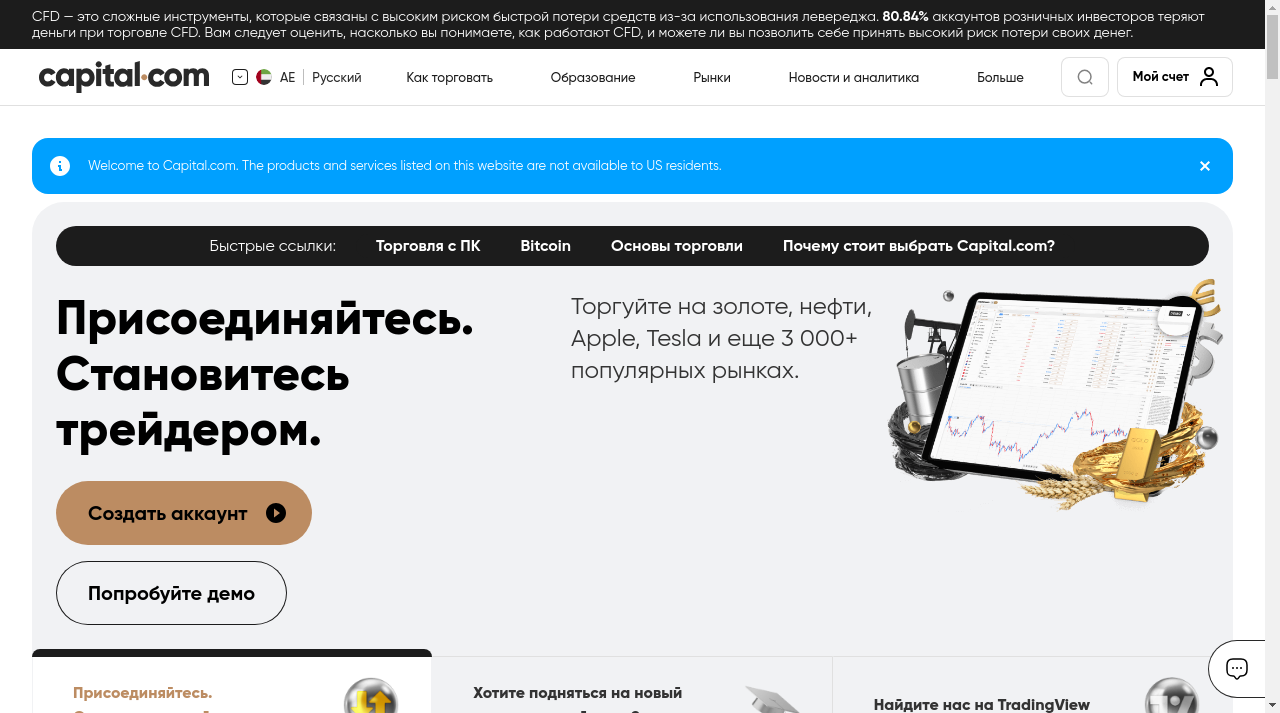 CFD — это сложные инструменты, которые связаны с высоким риском быстрой потери средств из-за использования левереджа. 80.84% аккаунтов розничных инвесторов теряют
деньги при торговле CFD. Вам следует оценить, насколько вы понимаете, как работают CFD, и можете ли вы позволить себе принять высокий риск потери своих денег.
capital.com AE Русский Как торговать Образование Рынки Новости и аналитика Больше Мой счет
Welcome to Capital.com. The products and services listed on this website are not available to US residents.
Быстрые ссылки: Торговля с ПК Bitcoin Основы торговли Почему стоит выбрать Capital.com?
Присоединяйтесь.
Становитесь
трейдером.
Торгуйте на золоте, нефти,
Apple, Tesla и еще 3 000+
популярных рынках.
Создать аккаунт
Попробуйте демо
Присоединяйтесь.
Хотите подняться на новый
Найдите нас на TradingView